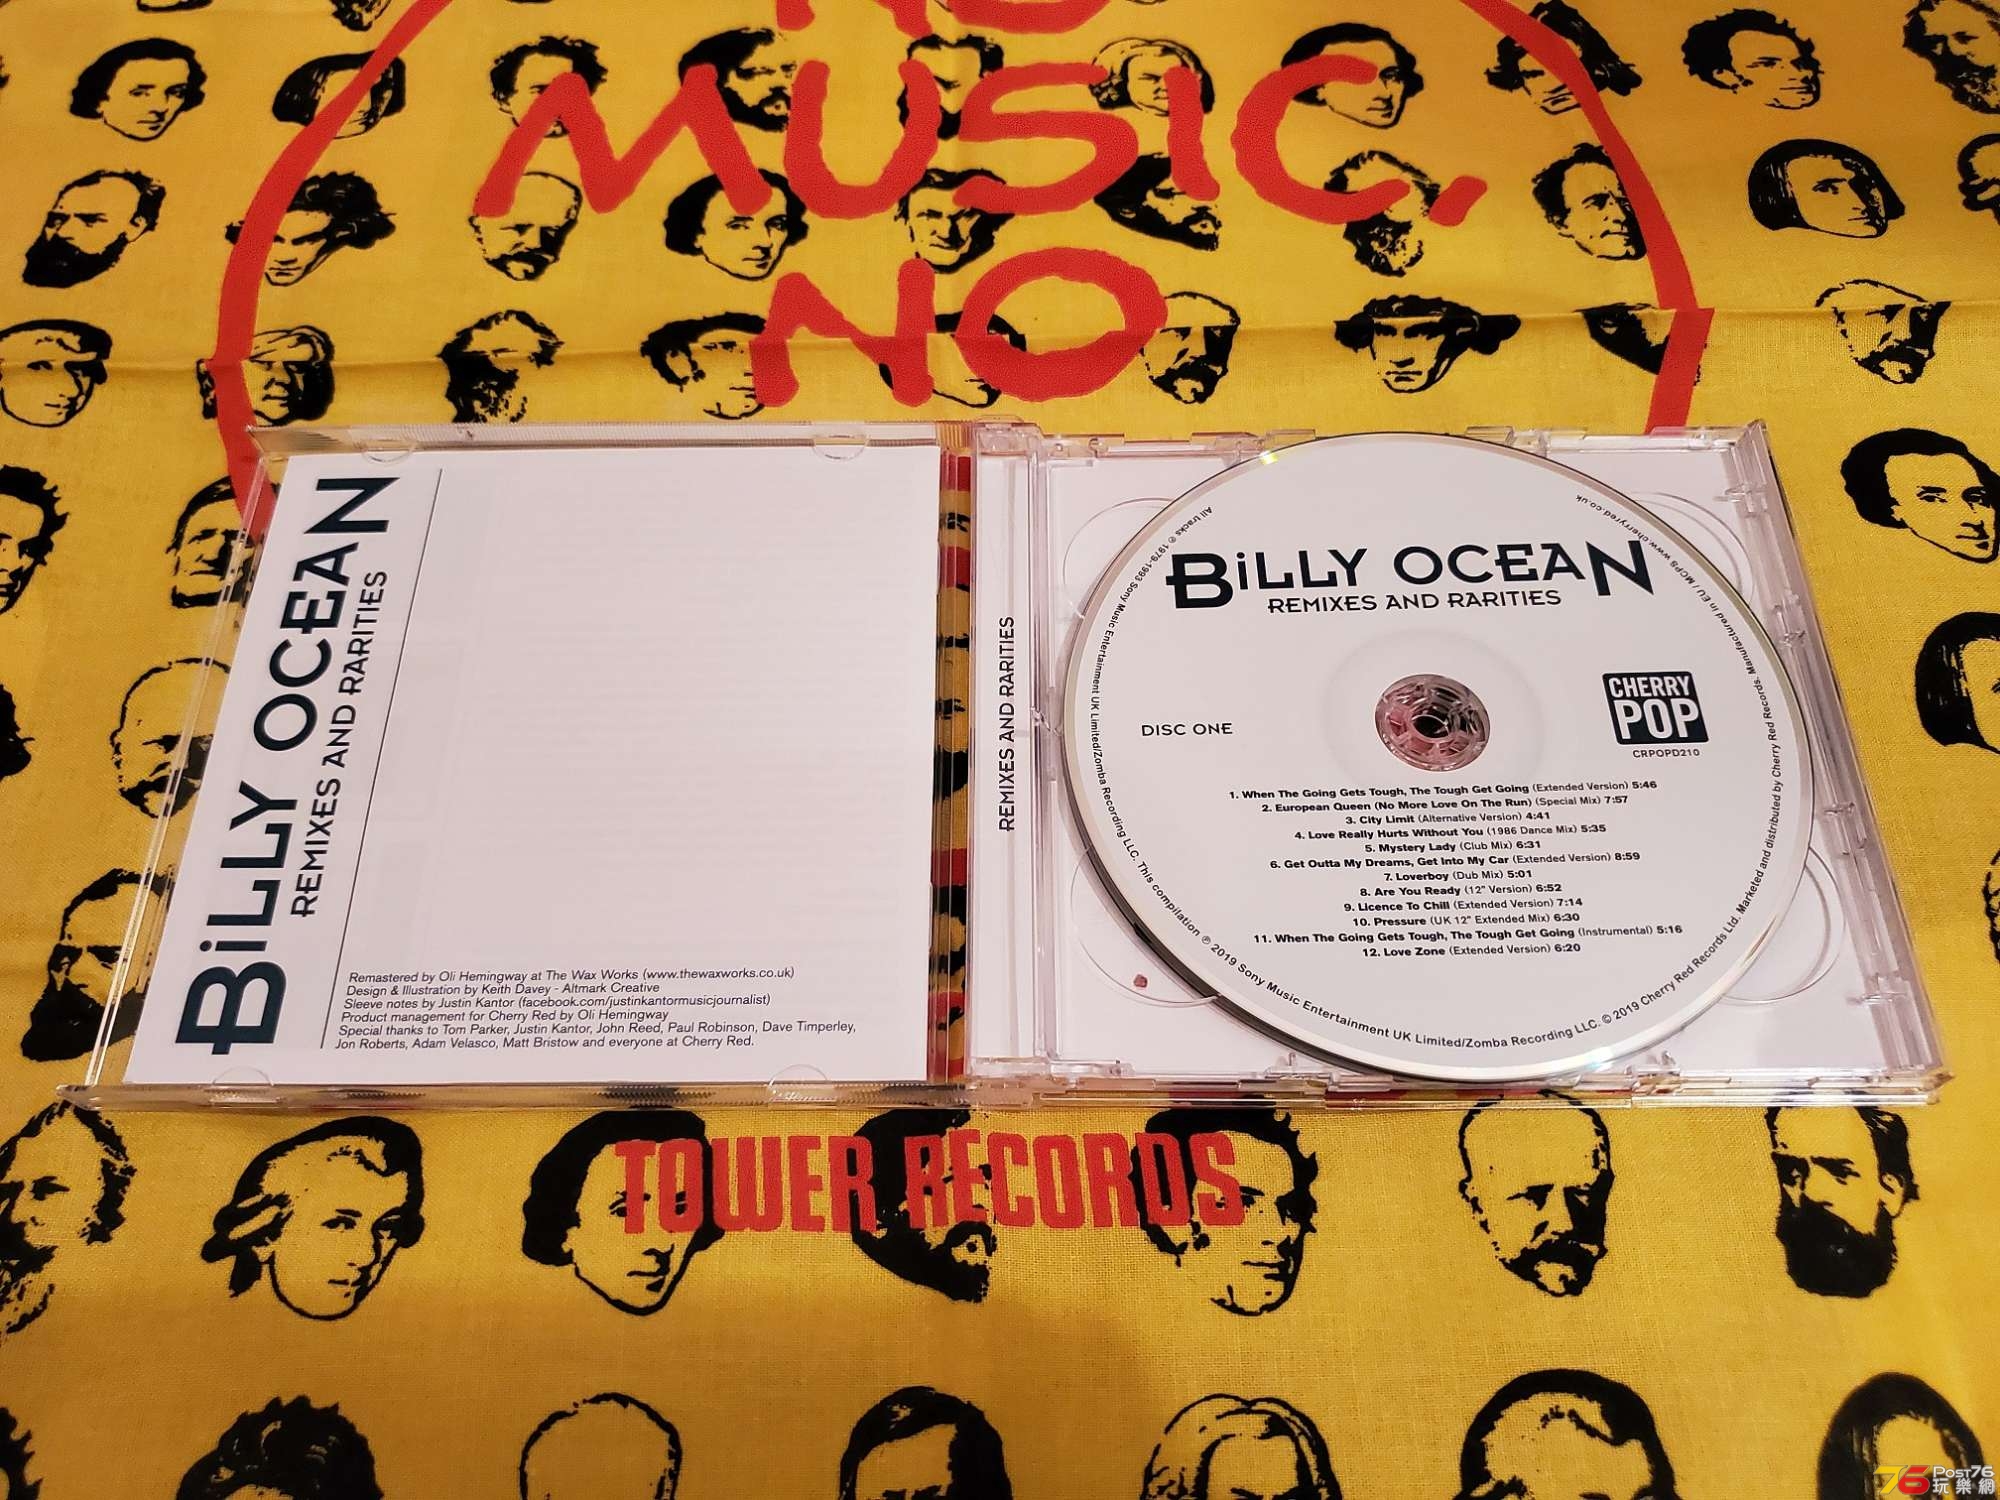 NO
MUSIC.
NO
BiLLY OCEAN
REMIXES AND RARITIES
Remastered by Oli Hemingway at The Wax Works (www.thewaxworks.co.uk)
Design & Illustration by Keith Davey - Altmark Creative
Sleeve notes by Justin Kantor (facebook.com/justinkantormusicjournalist)
Product management for Cherry Red by Oli Hemingway
Special thanks to Tom Parker, Justin Kantor, John Reed, Paul Robinson, Dave Timperley,
Jon Roberts, Adam Velasco, Matt Bristow and everyone at Cherry Red.
REMIXES AND RARITIES
BiLLY OCEAN
REMIXES AND RARITIES
CHERRY
POP
CRPOPD210
DISC ONE
1. When The Going Gets Tough, The Tough Get Going (Extended Version) 5:46
2. European Queen (No More Love On The Run) (Special Mix) 7:57
3. City Limit (Alternative Version) 4:41
4. Love Really Hurts Without You (1986 Dance Mix) 5:35
5. Mystery Lady (Club Mix) 6:31
6. Get Outta My Dreams, Get Into My Car (Extended Version) 8:59
7. Loverboy (Dub Mix) 5:01
8. Are You Ready (12" Version) 6:52
9. Licence To Chill (Extended Version) 7:14
10. Pressure (UK 12" Extended Mix) 6:30
11. When The Going Gets Tough, The Tough Get Going (Instrumental) 5:16
12. Love Zone (Extended Version) 6:20
All tracks ℗ 1979-1993 Sony Music Entertainment UK Limited/Zomba Recording LLC. This compilation ℗ 2019 Sony Music Entertainment UK Limited/Zomba Recording LLC. © 2019 Cherry Red Records Ltd. Marketed and distributed by Cherry Red Records. Manufactured in EU / MCPS www.cherryred.co.uk
TOWER RECORDS
76 Post76
玩樂網